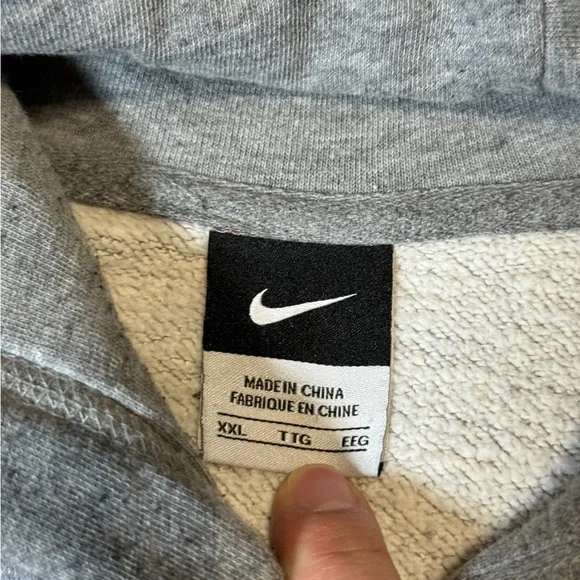 MADE IN CHINA
FABRIQUE EN CHINE
XXL TTG EEG